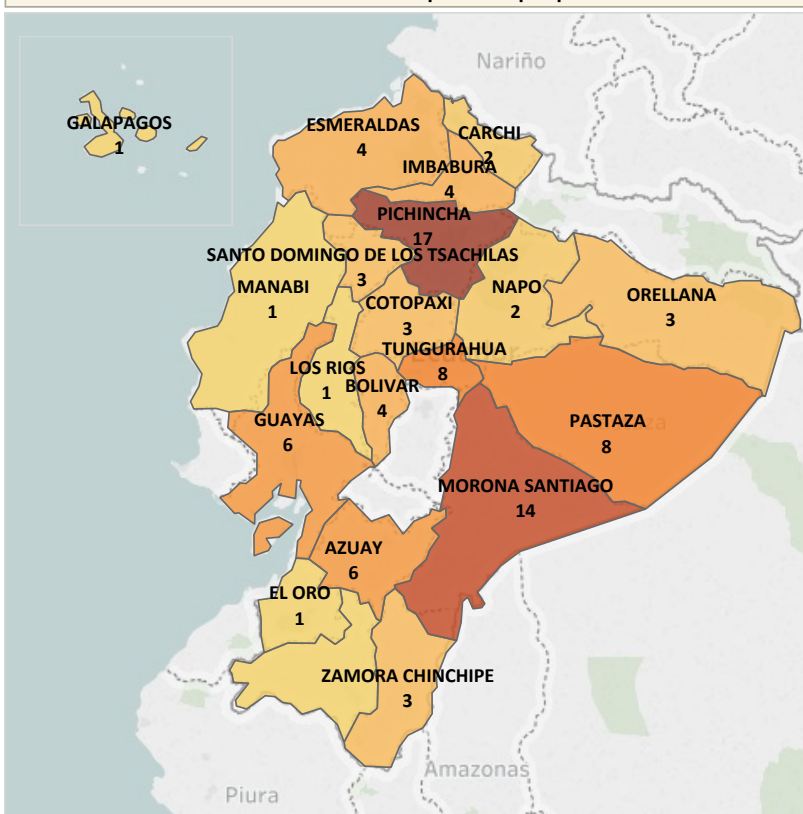 Nariño
GALAPAGOS
1
ESMERALDAS
4
CARCHI
2
IMBABURA
4
PICHINCHA
17
SANTO DOMINGO DE LOS TSACHILAS
3
MANABI
1
COTOPAXI
3
NAPO
2
ORELLANA
3
TUNGURAHUA
8
LOS RIOS
1
BOLIVAR
4
GUAYAS
6
PASTAZA
8
MORONA SANTIAGO
14
AZUAY
6
EL ORO
1
ZAMORA CHINCHIPE
3
Amazonas
Piura